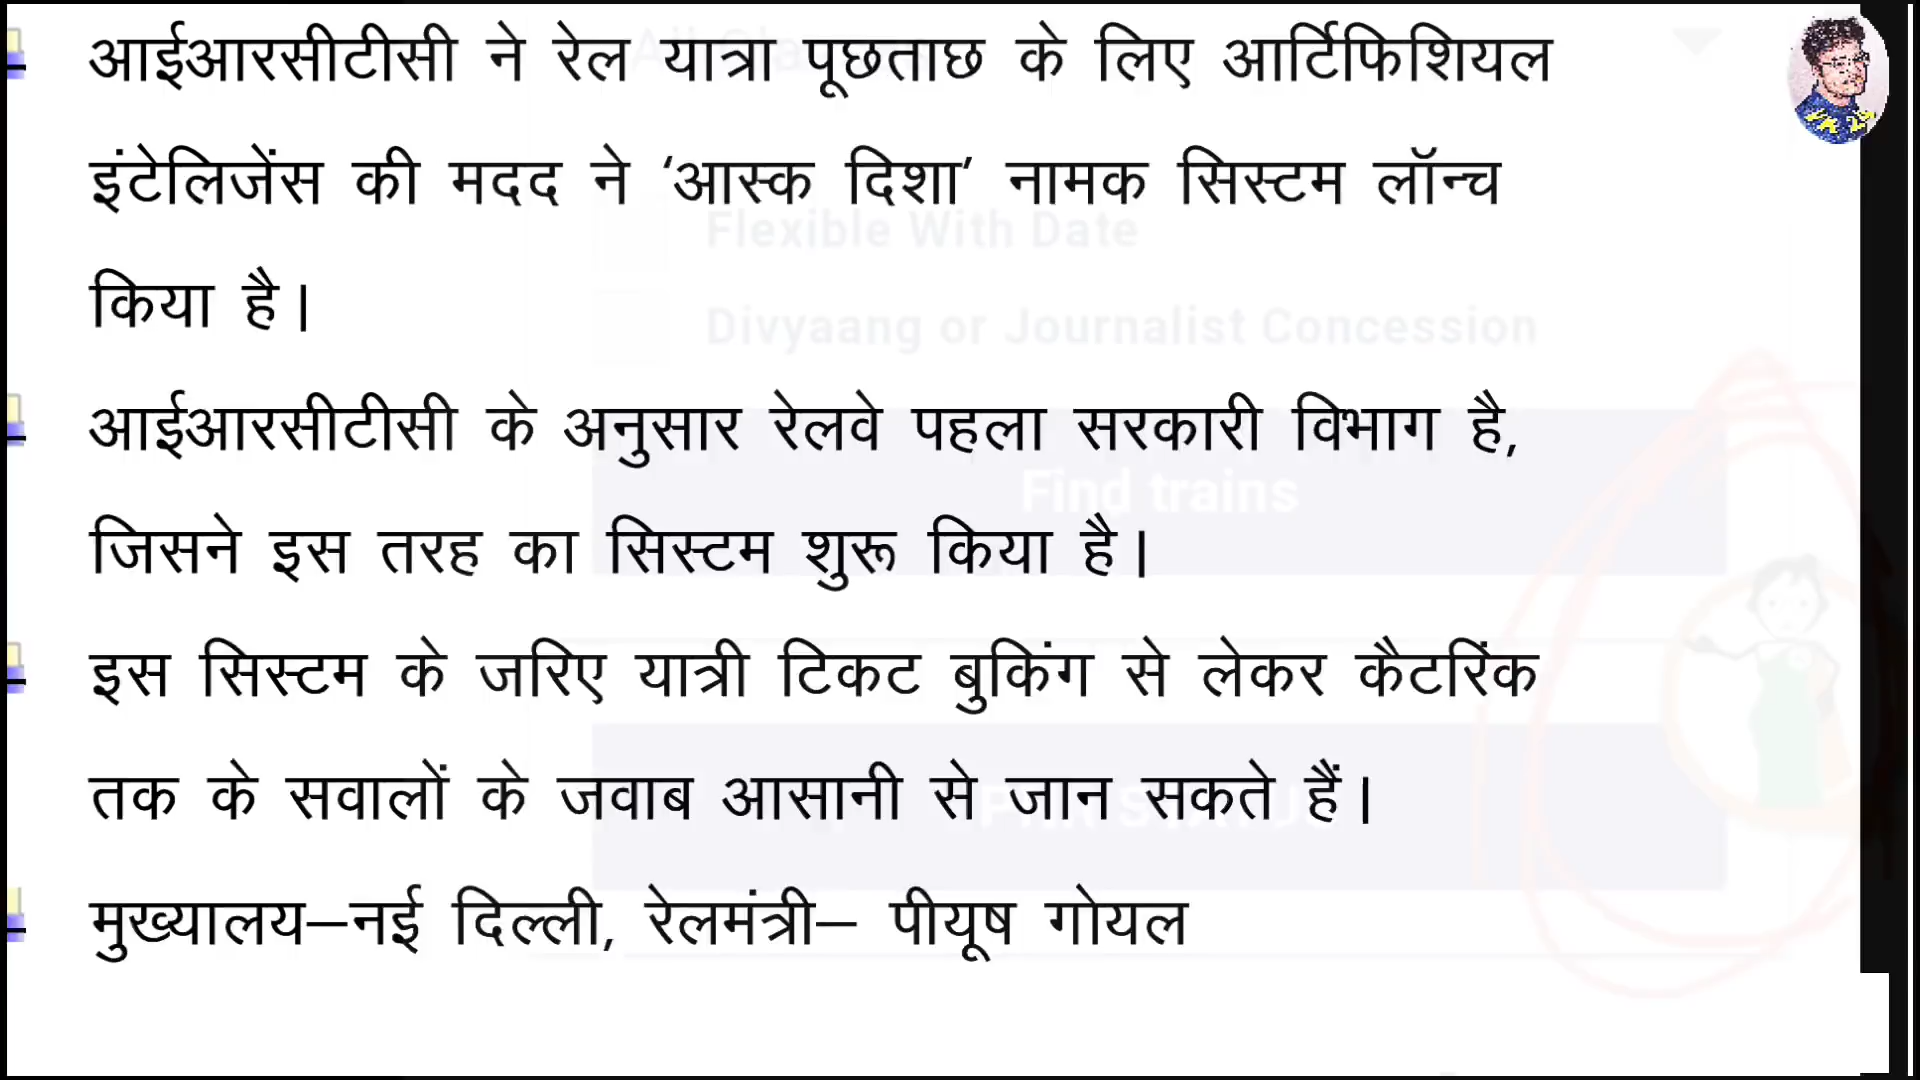 आईआरसीटीसी ने रेल यात्रा पूछताछ के लिए आर्टिफिशियल
इंटेलिजेंस की मदद ने ‘आस्क दिशा’ नामक सिस्टम लॉन्च
Flexible With Date
किया है।
Divyaang or Journalist Concession
आईआरसीटीसी के अनुसार रेलवे पहला सरकारी विभाग है,
Find trains
जिसने इस तरह का सिस्टम शुरू किया है।
इस सिस्टम के जरिए यात्री टिकट बुकिंग से लेकर कैटरिंक
तक के सवालों के जवाब आसानी से जान सकते हैं।
मुख्यालय–नई दिल्ली, रेलमंत्री– पीयूष गोयल